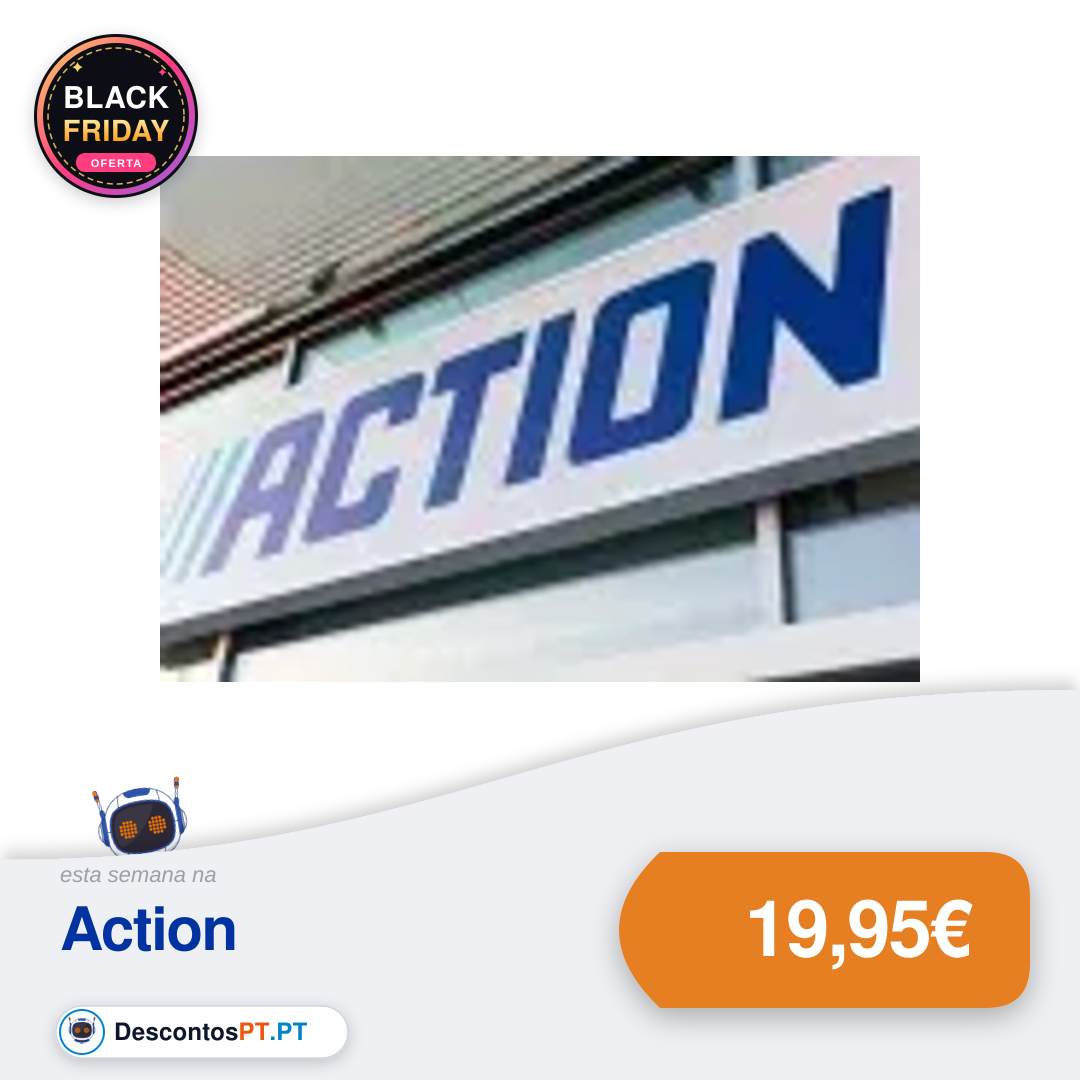 BLACK
FRIDAY
OFERTA
ACTION
esta semana na
Action
19,95€
DescontosPT.PT